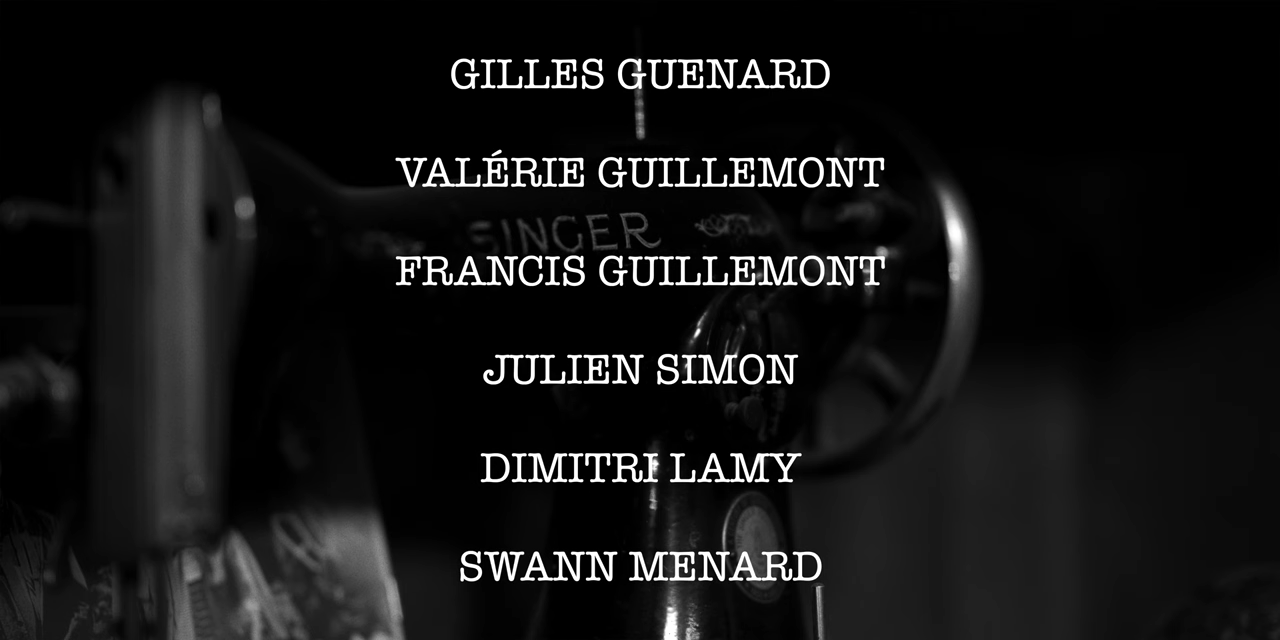 GILLES GUENARD
VALÉRIE GUILLEMONT
SINGER
FRANCIS GUILLEMONT
JULIEN SIMON
DIMITRI LAMY
SWANN MENARD